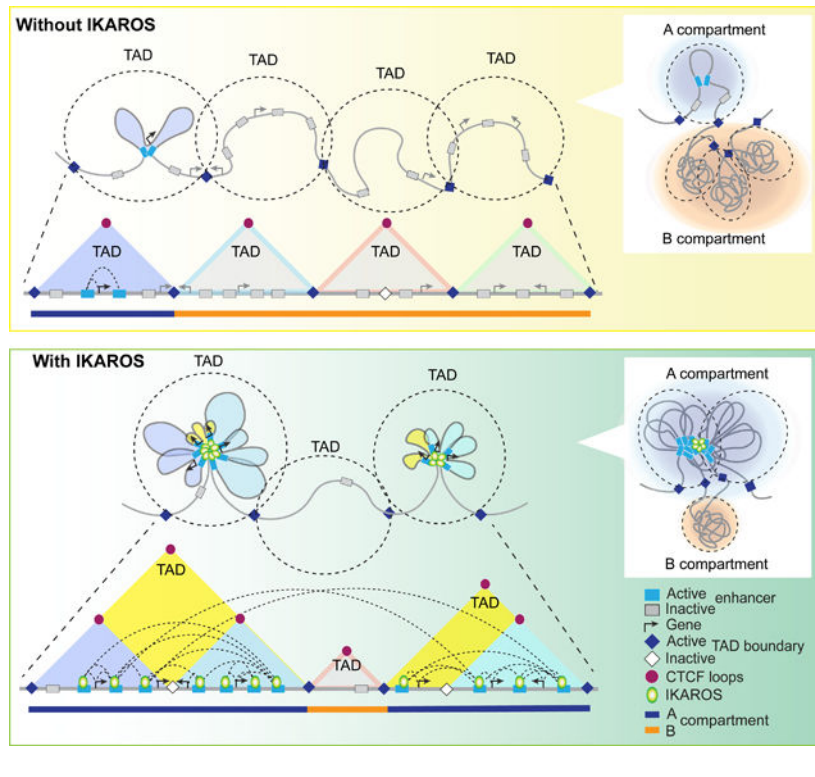 Without IKAROS
TAD
TAD
TAD
TAD
A compartment
B compartment
TAD
TAD
TAD
TAD
With IKAROS
TAD
TAD
TAD
A compartment
B compartment
TAD
TAD
TAD
Active enhancer
Inactive
Gene
Active TAD boundary
Inactive
CTCF loops
IKAROS
A compartment
B